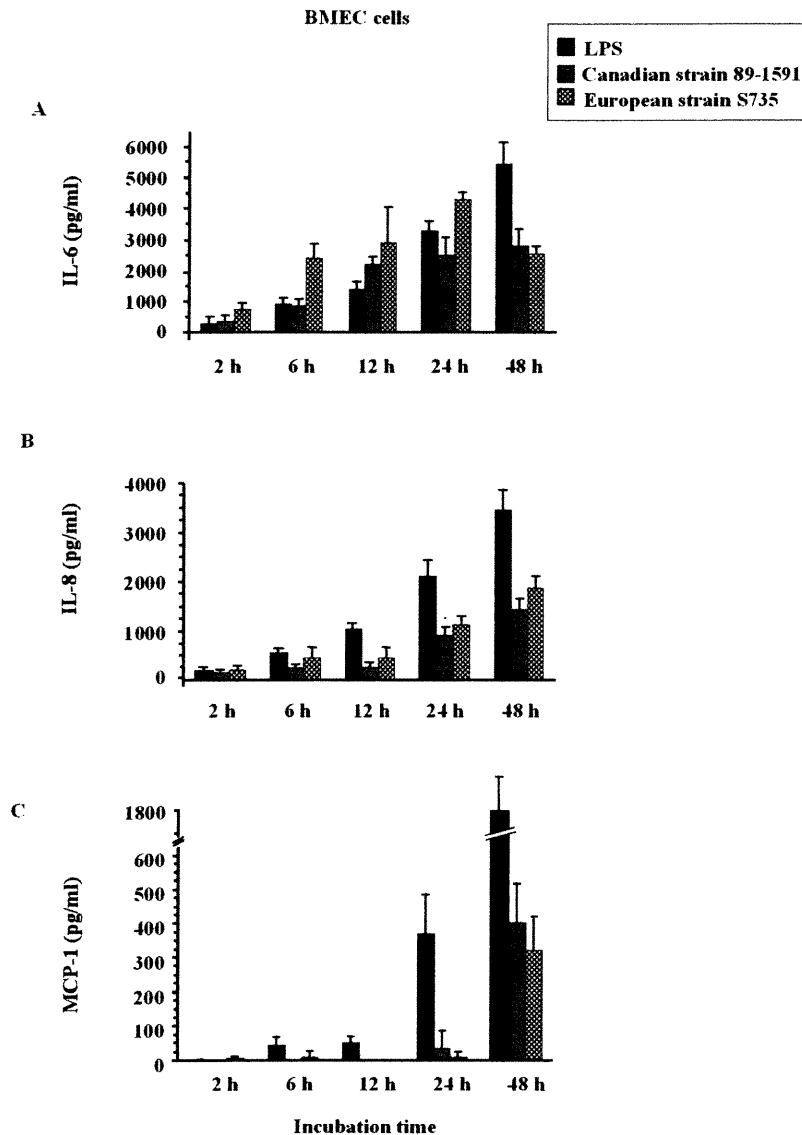 BMEC cells
LPS
Canadian strain 89-1591
European strain S735
A
IL-6 (pg/ml)
6000
5000
4000
3000
2000
1000
0
2 h 6 h 12 h 24 h 48 h
B
IL-8 (pg/ml)
4000
3000
2000
1000
0
2 h 6 h 12 h 24 h 48 h
C
MCP-1 (pg/ml)
1800
600
500
400
300
200
100
0
2 h 6 h 12 h 24 h 48 h
Incubation time